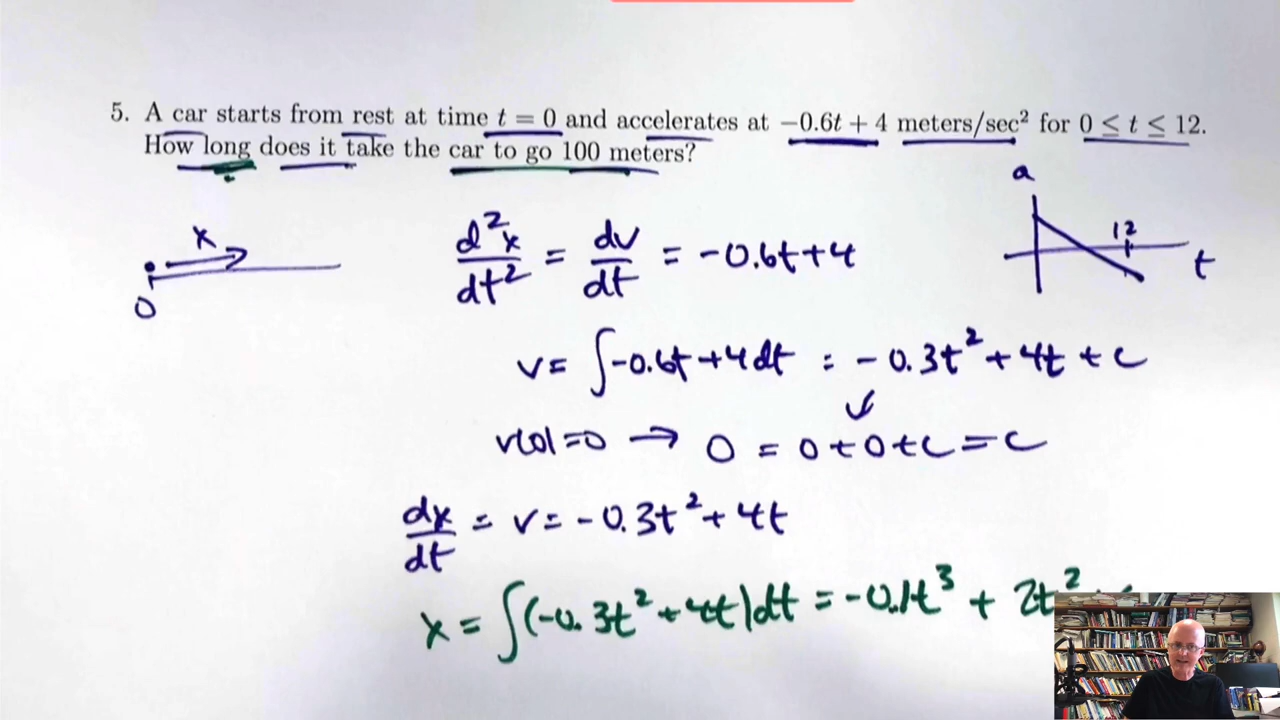 5. A car starts from rest at time t = 0 and accelerates at −0.6t + 4 meters/sec² for 0 ≤ t ≤ 12.
How long does it take the car to go 100 meters?
a
12
t
x
0
d²x/dt² = dv/dt = -0.6t+4
v = ∫-0.6t+4dt = -0.3t²+4t+c
v(0)=0 → 0 = 0+0+c=c
dx/dt = v = -0.3t²+4t
x = ∫(-0.3t²+4t)dt = -0.1t³ + 2t²